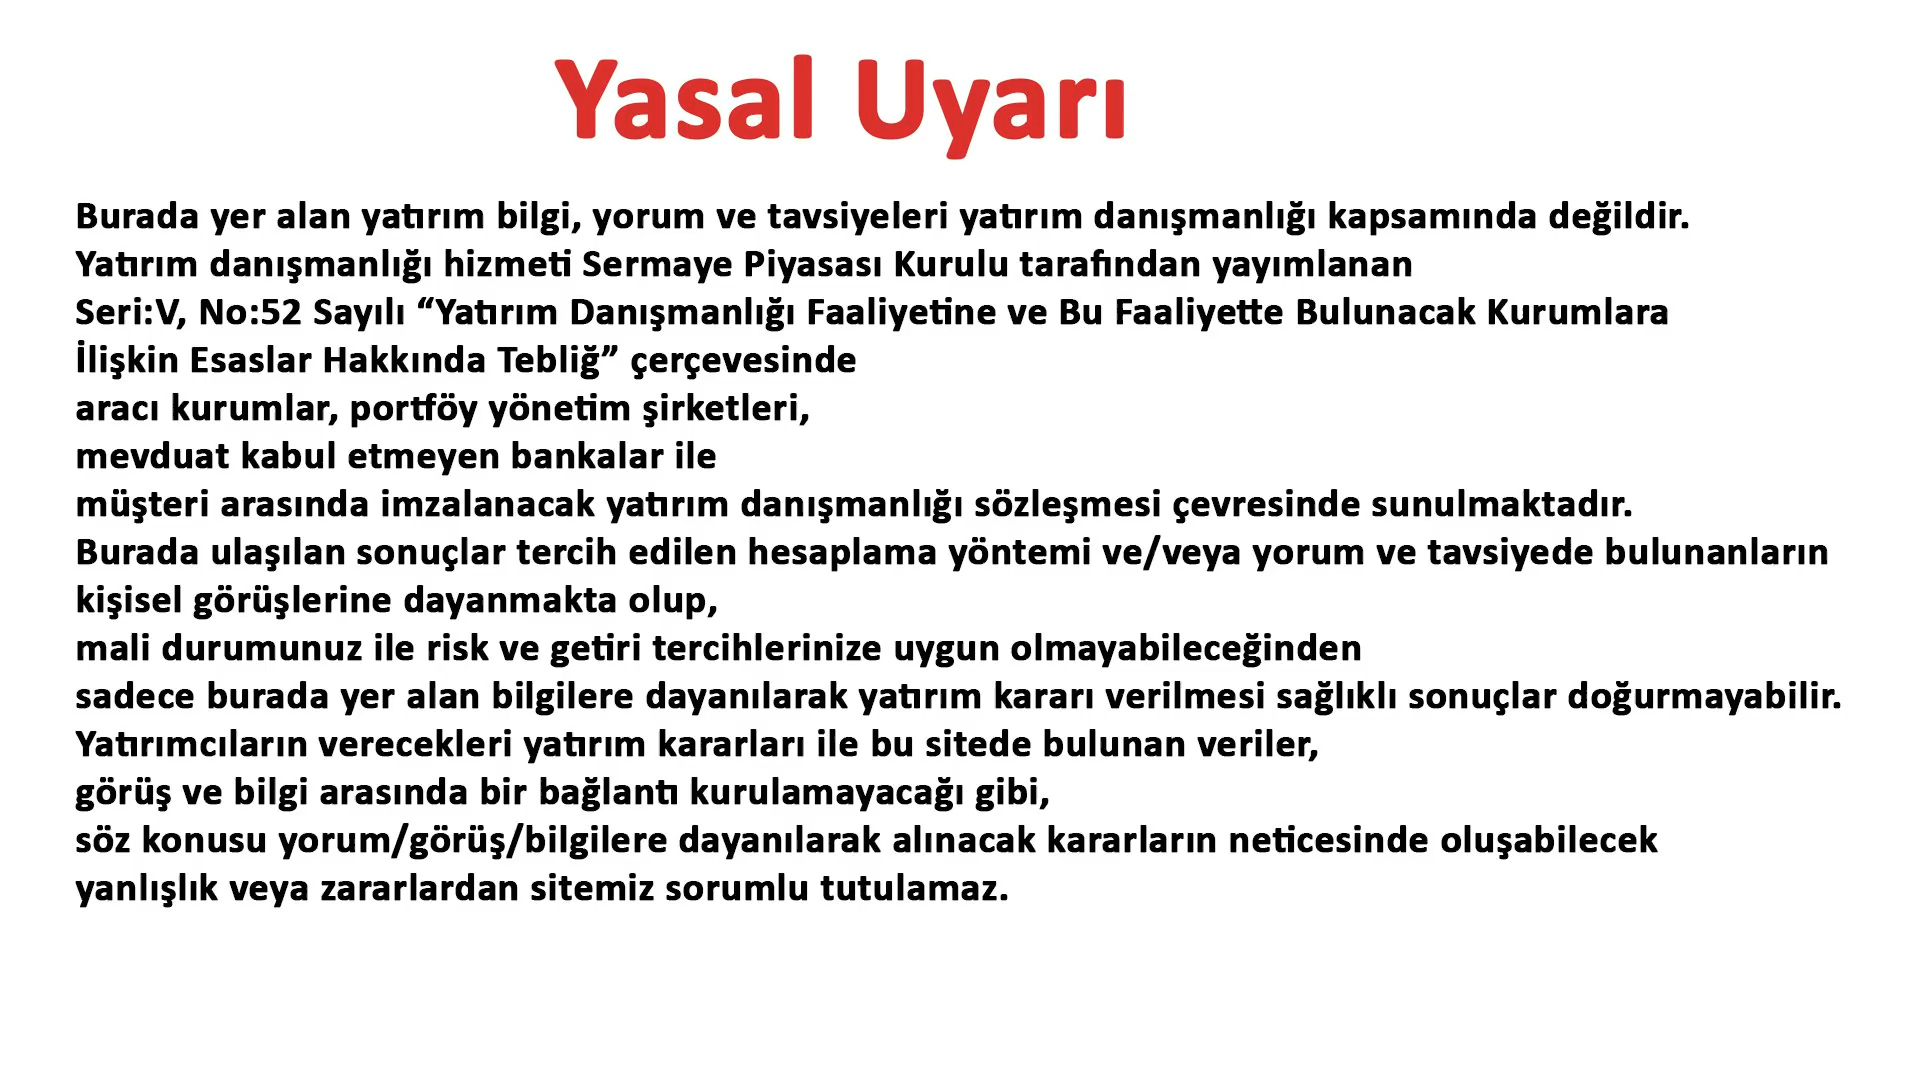 Yasal Uyarı
Burada yer alan yatırım bilgi, yorum ve tavsiyeleri yatırım danışmanlığı kapsamında değildir.
Yatırım danışmanlığı hizmeti Sermaye Piyasası Kurulu tarafından yayımlanan
Seri:V, No:52 Sayılı “Yatırım Danışmanlığı Faaliyetine ve Bu Faaliyette Bulunacak Kurumlara
İlişkin Esaslar Hakkında Tebliğ” çerçevesinde
aracı kurumlar, portföy yönetim şirketleri,
mevduat kabul etmeyen bankalar ile
müşteri arasında imzalanacak yatırım danışmanlığı sözleşmesi çevresinde sunulmaktadır.
Burada ulaşılan sonuçlar tercih edilen hesaplama yöntemi ve/veya yorum ve tavsiyede bulunanların
kişisel görüşlerine dayanmakta olup,
mali durumunuz ile risk ve getiri tercihlerinize uygun olmayabileceğinden
sadece burada yer alan bilgilere dayanılarak yatırım kararı verilmesi sağlıklı sonuçlar doğurmayabilir.
Yatırımcıların verecekleri yatırım kararları ile bu sitede bulunan veriler,
görüş ve bilgi arasında bir bağlantı kurulamayacağı gibi,
söz konusu yorum/görüş/bilgilere dayanılarak alınacak kararların neticesinde oluşabilecek
yanlışlık veya zararlardan sitemiz sorumlu tutulamaz.